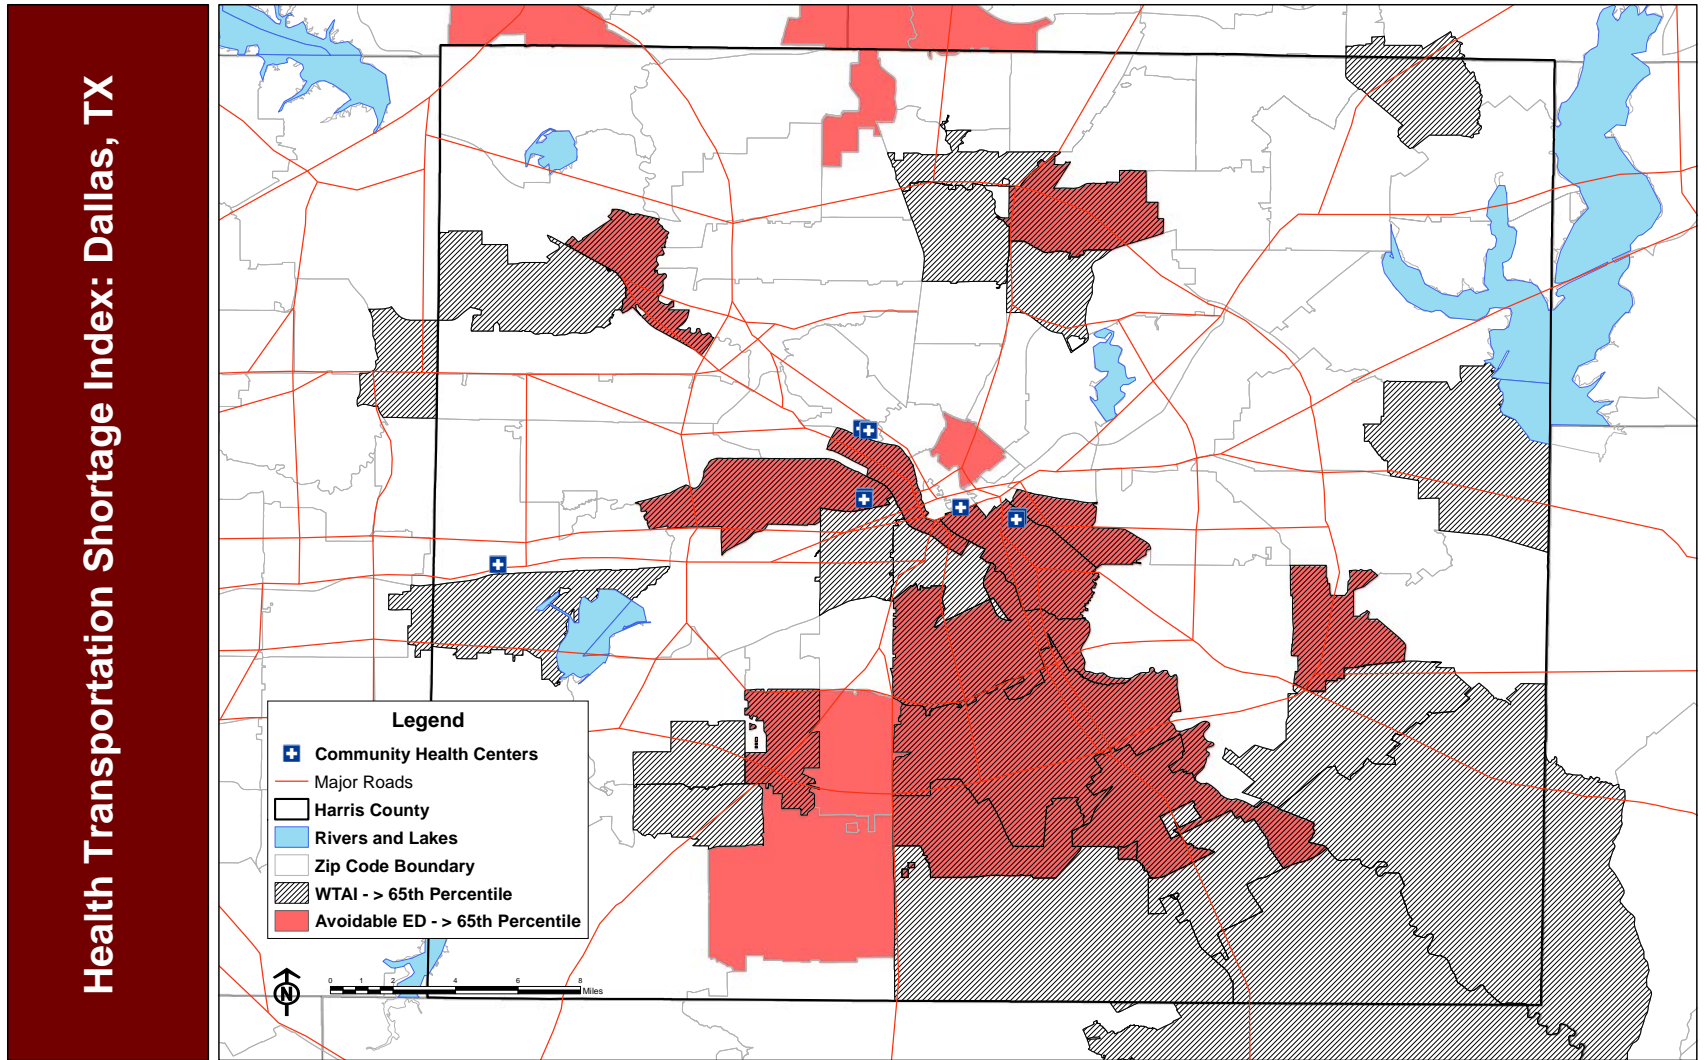 Health Transportation Shortage Index: Dallas, TX
Legend
Community Health Centers
Major Roads
Harris County
Rivers and Lakes
Zip Code Boundary
WTAI - > 65th Percentile
Avoidable ED - > 65th Percentile
N
0 1 2 4 6 8
Miles